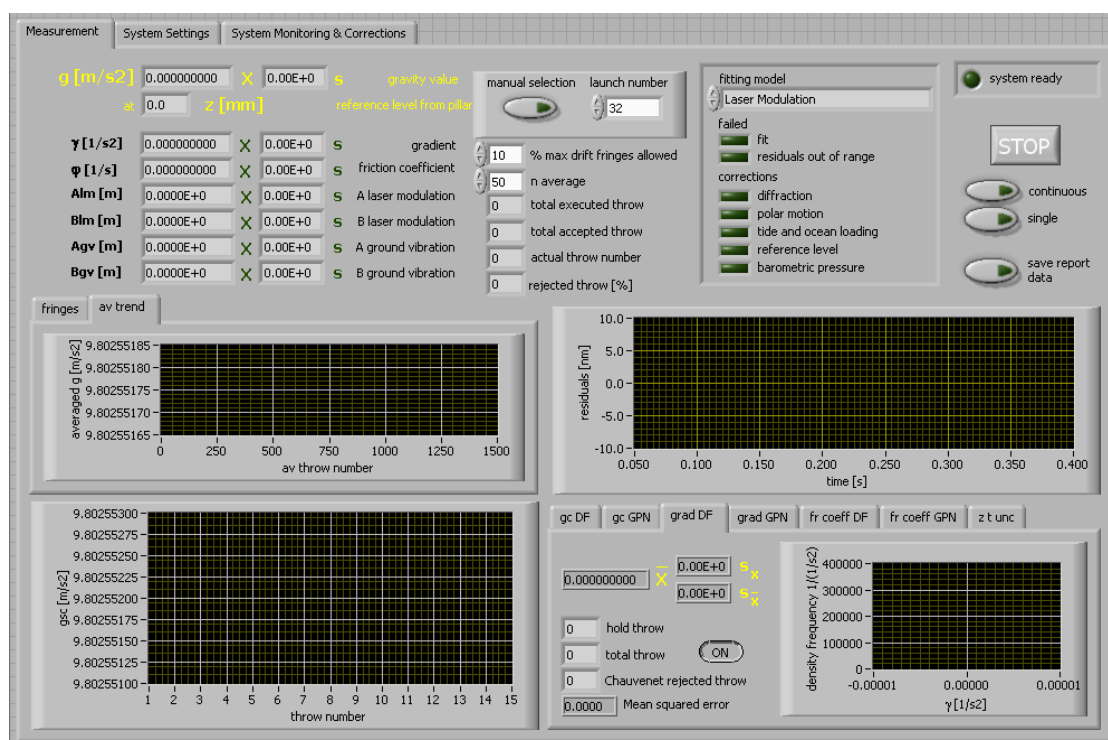 Measurement System Settings System Monitoring & Corrections
g [m/s2] 0.000000000 X 0.00E+0 s gravity value
at 0.0 z [mm] reference level from pillar
γ [1/s2] 0.000000000 X 0.00E+0 s gradient
φ [1/s] 0.000000000 X 0.00E+0 s friction coefficient
Alm [m] 0.0000E+0 X 0.00E+0 s A laser modulation
Blm [m] 0.0000E+0 X 0.00E+0 s B laser modulation
Agv [m] 0.0000E+0 X 0.00E+0 s A ground vibration
Bgv [m] 0.0000E+0 X 0.00E+0 s B ground vibration
manual selection launch number
32
10 % max drift fringes allowed
50 n average
0 total executed throw
0 total accepted throw
0 actual throw number
0 rejected throw [%]
fitting model
Laser Modulation
failed
fit
residuals out of range
corrections
diffraction
polar motion
tide and ocean loading
reference level
barometric pressure
system ready
STOP
continuous
single
save report
data
fringes av trend
averaged g [m/s2]
9.80255185
9.80255180
9.80255175
9.80255170
9.80255165
0 250 500 750 1000 1250 1500
av throw number
residuals [nm]
10.0
5.0
0.0
-5.0
-10.0
0.050 0.100 0.150 0.200 0.250 0.300 0.350 0.400
time [s]
gsc [m/s2]
9.80255300
9.80255275
9.80255250
9.80255225
9.80255200
9.80255175
9.80255150
9.80255125
9.80255100
1 2 3 4 5 6 7 8 9 10 11 12 13 14 15
throw number
gc DF gc GPN grad DF grad GPN fr coeff DF fr coeff GPN z t unc
0.000000000 X̄ 0.00E+0 s x
0.00E+0 s x̄
0 hold throw
0 total throw ON
0 Chauvenet rejected throw
0.0000 Mean squared error
density frequency 1/(1/s2)
400000
300000
200000
100000
0
-0.00001 0.00000 0.00001
γ [1/s2]